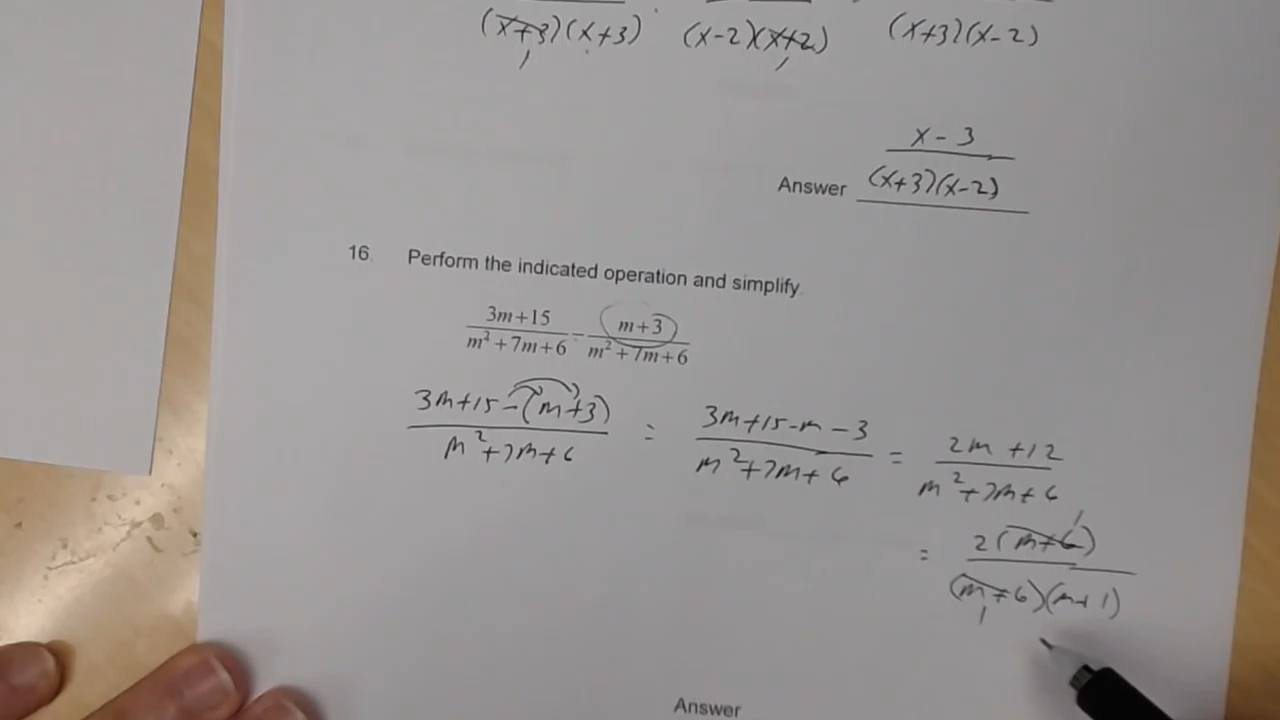 (x+3)(x+3) . (x-2)(x+2) (x+3)(x-2)
x - 3
Answer (x+3)(x-2)
16. Perform the indicated operation and simplify.
3m+15 / m²+7m+6 − m+3 / m²+7m+6
3m+15-(m+3) / m²+7m+6 = 3m+15-m-3 / m²+7m+6 = 2m+12 / m²+7m+6
= 2(m+6) 1 / (m+6)(m+1) 1
Answer